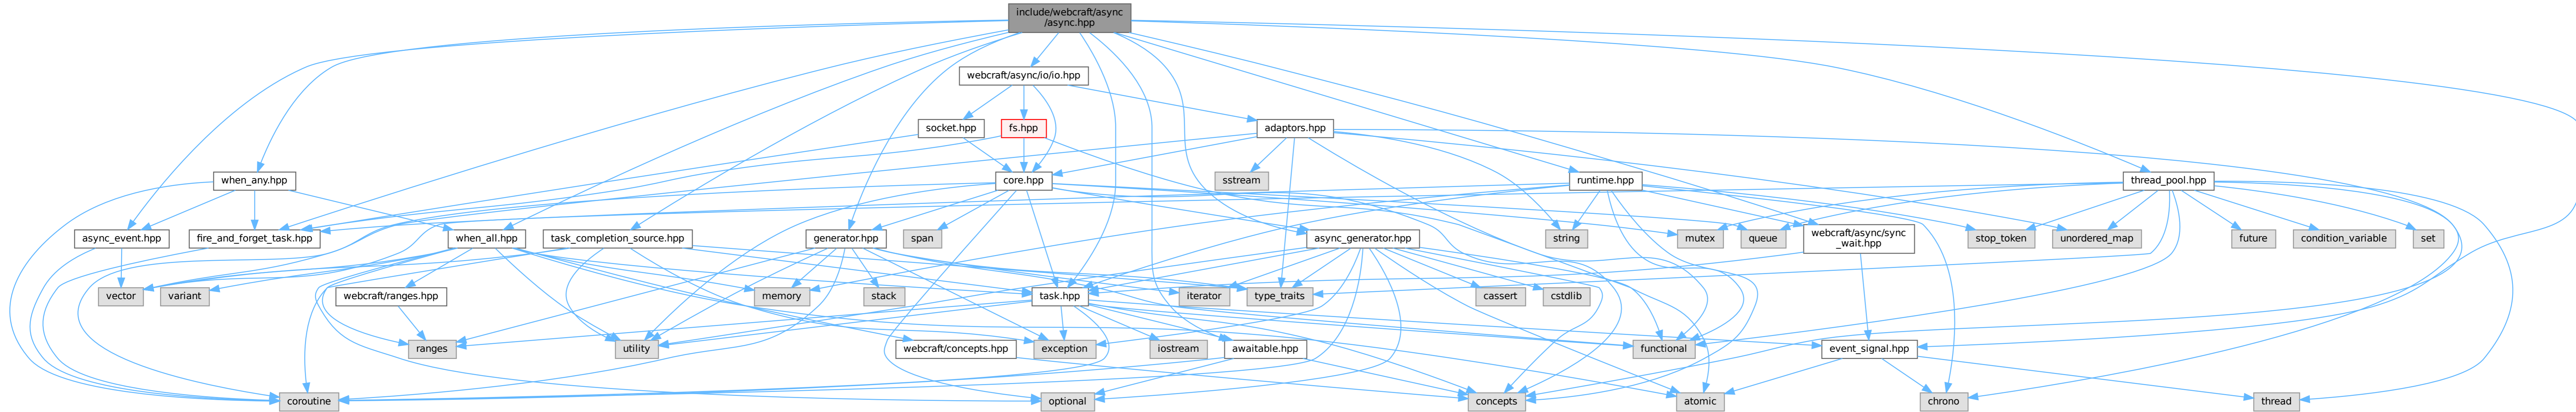 include/webcraft/async
/async.hpp
webcraft/async/io/io.hpp
socket.hpp
fs.hpp
adaptors.hpp
when_any.hpp
core.hpp
sstream
runtime.hpp
thread_pool.hpp
async_event.hpp
fire_and_forget_task.hpp
when_all.hpp
task_completion_source.hpp
generator.hpp
span
async_generator.hpp
string
mutex
queue
webcraft/async/sync
_wait.hpp
stop_token
unordered_map
future
condition_variable
set
vector
variant
webcraft/ranges.hpp
memory
stack
task.hpp
iterator
type_traits
cassert
cstdlib
ranges
utility
webcraft/concepts.hpp
exception
iostream
awaitable.hpp
functional
event_signal.hpp
coroutine
optional
concepts
atomic
chrono
thread